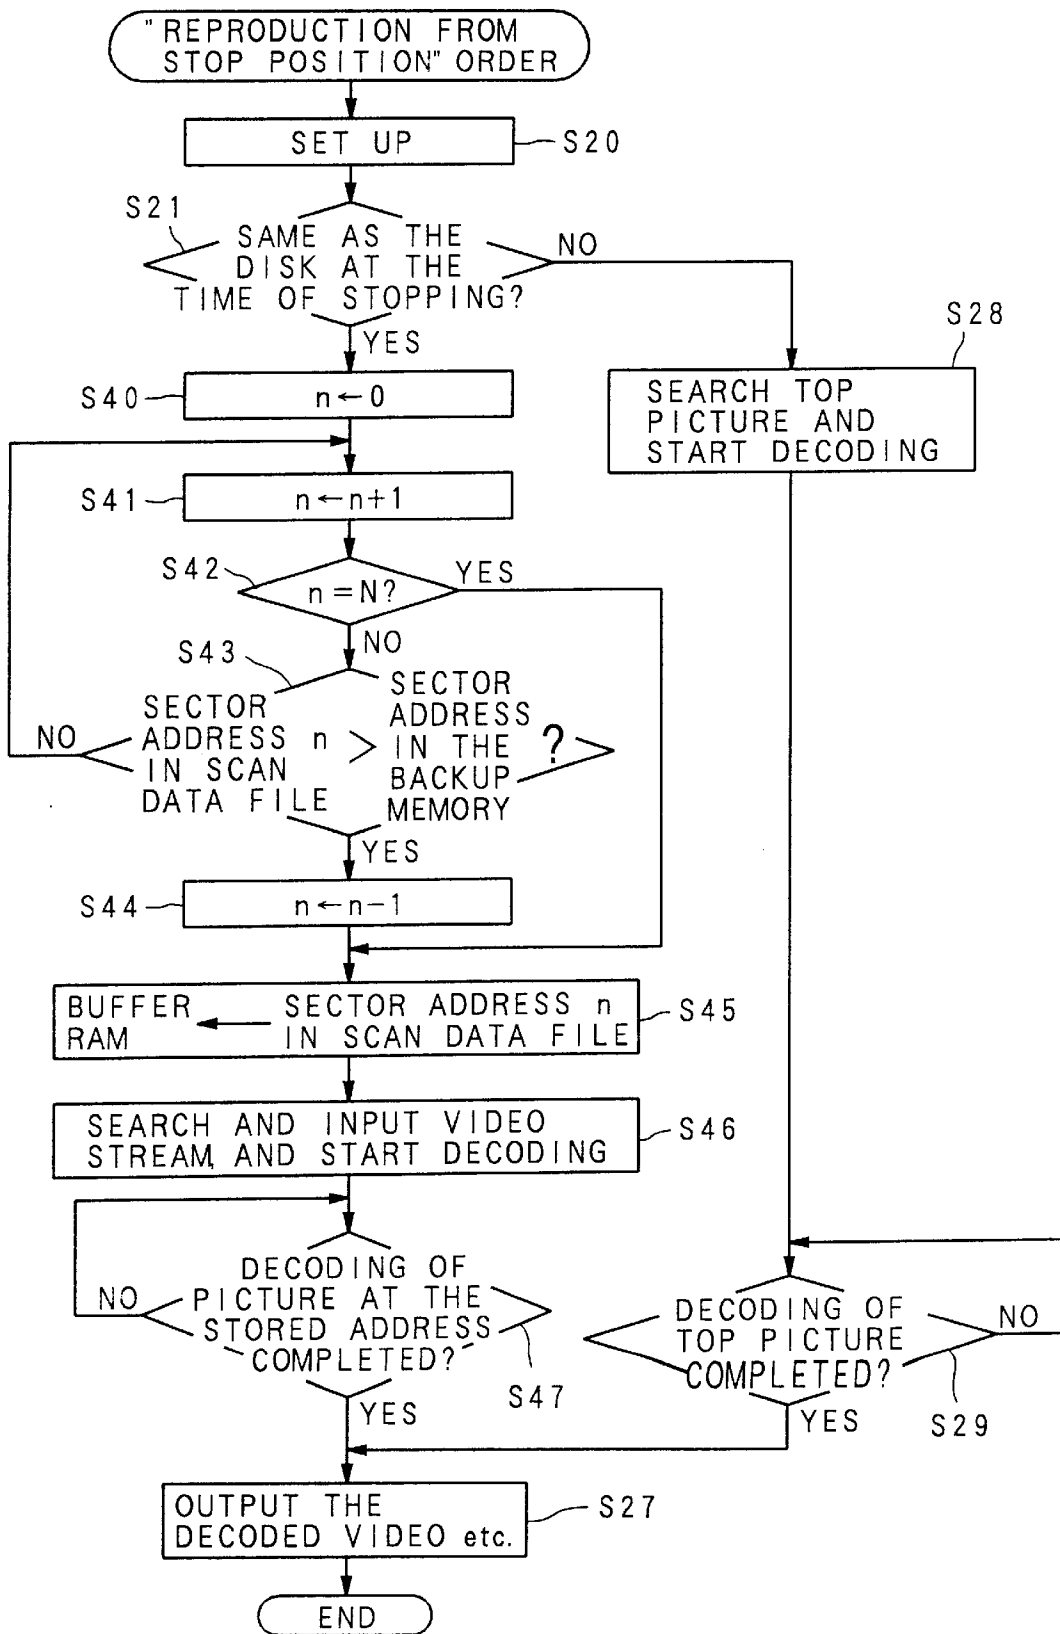 "REPRODUCTION FROM
STOP POSITION" ORDER
SET UP
S20
S21
SAME AS THE
DISK AT THE
TIME OF STOPPING?
NO
YES
S28
SEARCH TOP
PICTURE AND
START DECODING
S40
n←0
S41
n←n+1
S42
n=N?
YES
NO
S43
SECTOR
ADDRESS n
IN SCAN
DATA FILE
>
SECTOR
ADDRESS
IN THE
BACKUP
MEMORY
?
NO
YES
S44
n←n-1
BUFFER
RAM
←
SECTOR ADDRESS n
IN SCAN DATA FILE
S45
SEARCH AND INPUT VIDEO
STREAM, AND START DECODING
S46
DECODING OF
PICTURE AT THE
STORED ADDRESS
COMPLETED?
NO
S47
YES
DECODING OF
TOP PICTURE
COMPLETED?
NO
S29
YES
OUTPUT THE
DECODED VIDEO etc.
S27
END